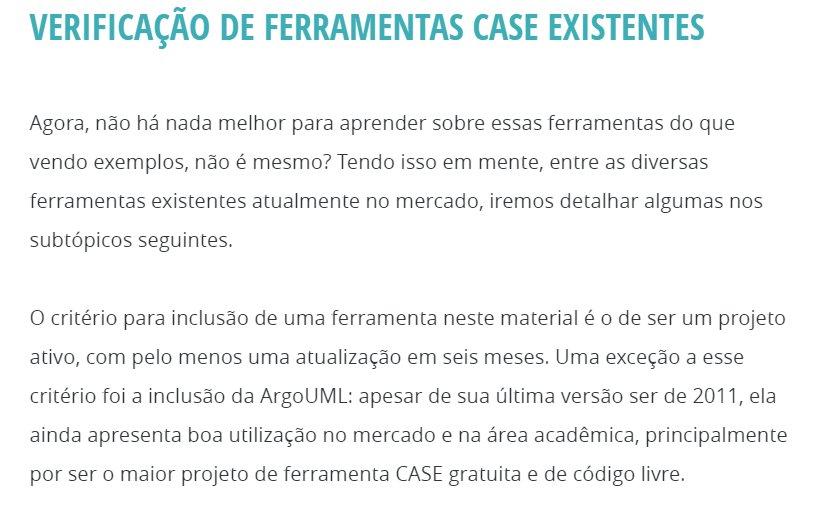 VERIFICAÇÃO DE FERRAMENTAS CASE EXISTENTES
Agora, não há nada melhor para aprender sobre essas ferramentas do que
vendo exemplos, não é mesmo? Tendo isso em mente, entre as diversas
ferramentas existentes atualmente no mercado, iremos detalhar algumas nos
subtópicos seguintes.
O critério para inclusão de uma ferramenta neste material é o de ser um projeto
ativo, com pelo menos uma atualização em seis meses. Uma exceção a esse
critério foi a inclusão da ArgoUML: apesar de sua última versão ser de 2011, ela
ainda apresenta boa utilização no mercado e na área acadêmica, principalmente
por ser o maior projeto de ferramenta CASE gratuita e de código livre.